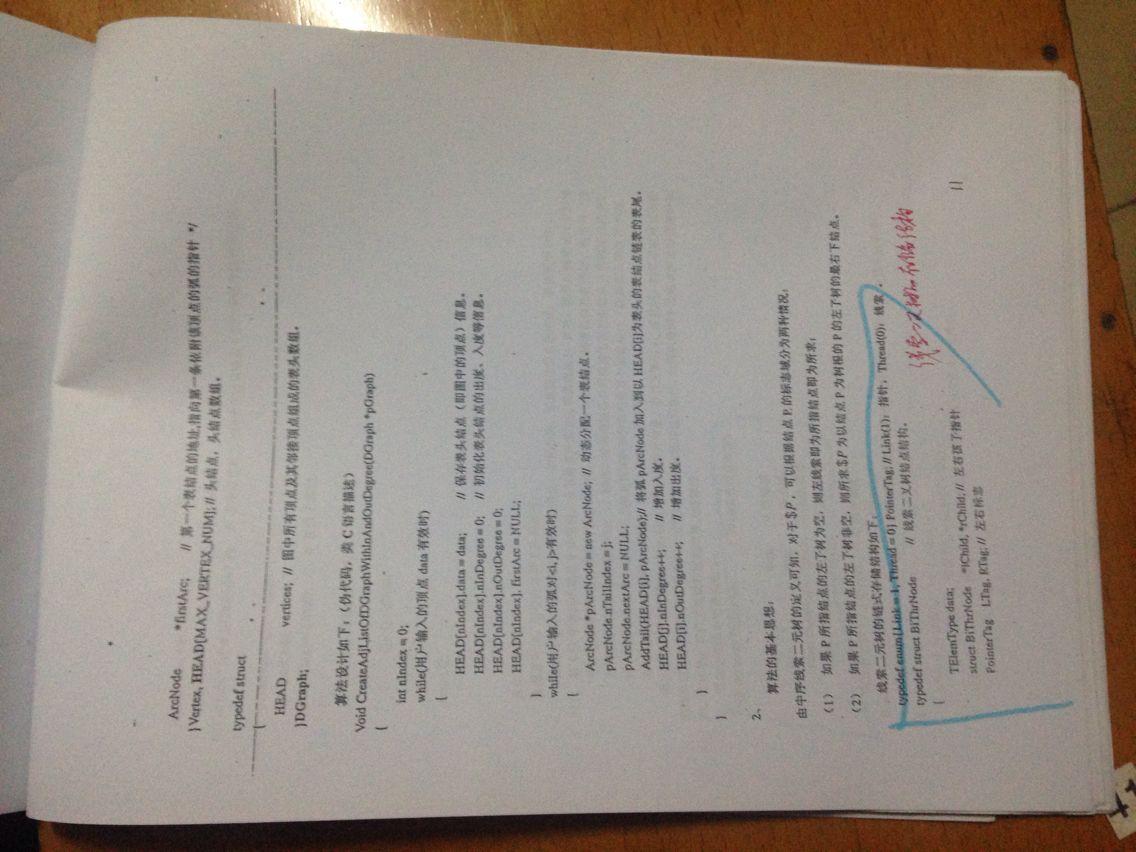 ArcNode *firstArc; // 第一个表结点的地址,指向第一条依附该顶点的弧的指针 */
}Vertex, HEAD[MAX_VERTEX_NUM]; // 头结点, 头结点数组。
typedef struct
{
HEAD vertices; // 图中所有顶点及其邻接顶点组成的表头数组。
}DGraph;
算法设计如下:(伪代码, 类 C 语言描述)
Void CreateAdjListOfDGraphWithInAndOutDegree(DGraph *pGraph)
{
int nIndex = 0;
while(用户输入的顶点 data 有效时)
{
HEAD[nIndex].data = data; // 保存表头结点(即图中的顶点)信息。
HEAD[nIndex].nInDegree = 0; // 初始化表头结点的出度、入度等信息。
HEAD[nIndex].nOutDegree = 0;
HEAD[nIndex]. firstArc = NULL;
}
while(用户输入的弧对<i, j>有效时)
{
ArcNode *pArcNode = new ArcNode; // 动态分配一个表结点。
pArcNode.nTailIndex = j;
pArcNode.nextArc = NULL;
AddTail(HEAD[i], pArcNode);// 将弧 pArcNode 加入到以 HEAD[i]为表头的表结点链表的表尾。
HEAD[j].nInDegree++; // 增加入度。
HEAD[i].nOutDegree++; // 增加出度。
}
}
2、 算法的基本思想:
由中序线索二元树的定义可知, 对于$P, 可以根据结点 P 的标志域分为两种情况:
(1) 如果 P 所指结点的左子树为空, 则左线索即为所指结点即为所求;
(2) 如果 P 所指结点的左子树非空, 则所求$P 为以结点 P 为树根的 P 的左子树的最右下结点。
线索二元树的链式存储结构如下:
typedef enum{Link = 1, Thread = 0} PointerTag; // Link(1): 指针, Thread(0): 线索。
typedef struct BiThrNode // 线索二叉树结点结构。
{
TElemType data;
struct BiThrNode *lChild, *rChild; // 左右孩子指针
PointerTag LTag, RTag; // 左右标志
线索二叉树的存储结构
11